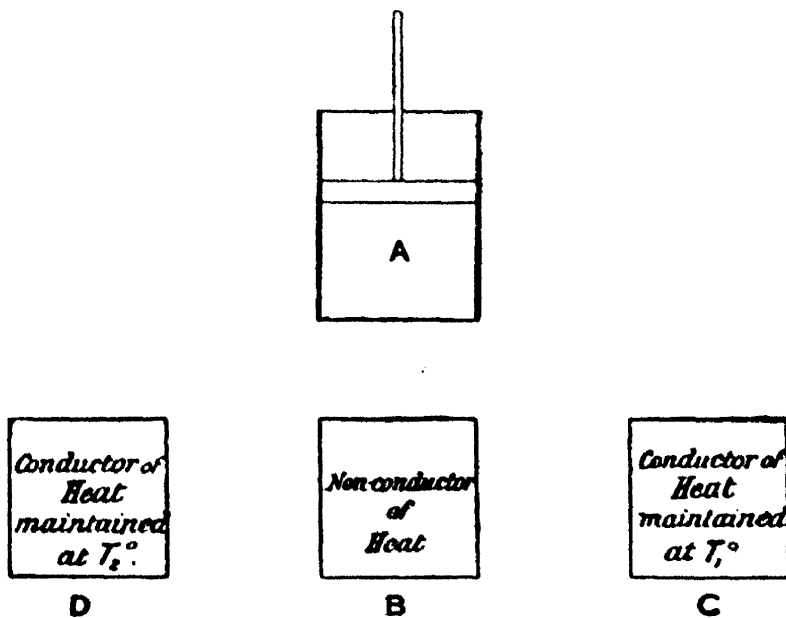 A
Conductor of
Heat
maintained
at T₂°.
D
Non-conductor
of
Heat
B
Conductor of
Heat
maintained
at T₁°
C